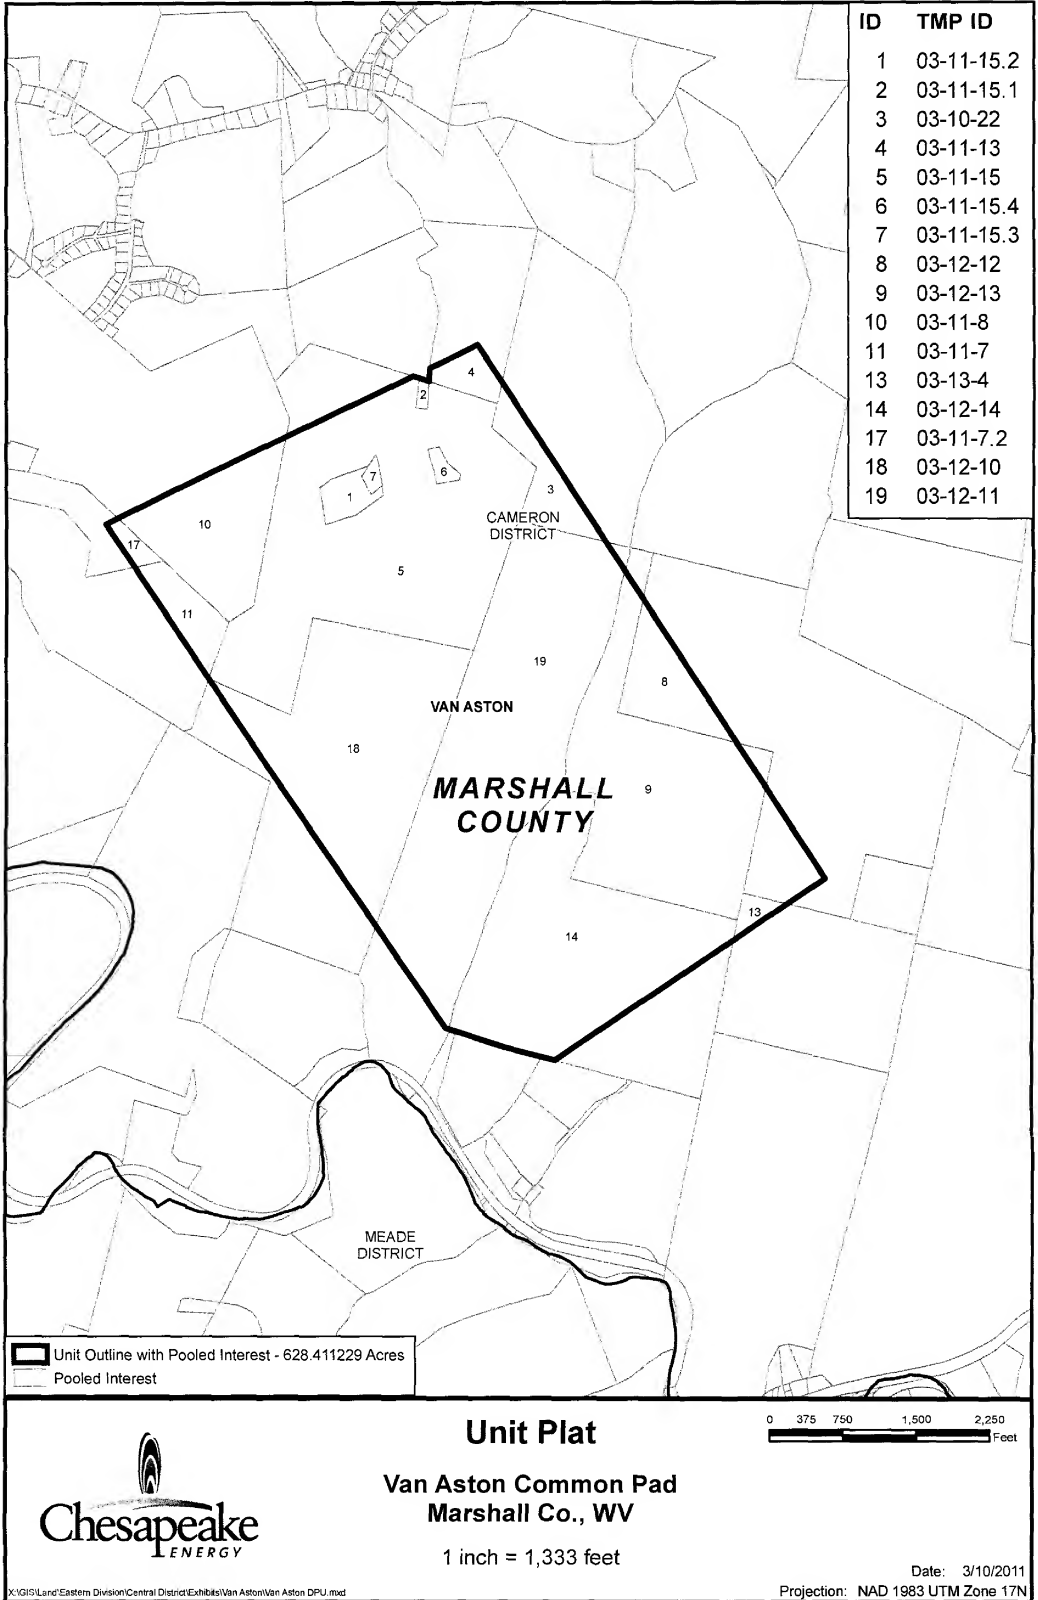 ID TMP ID
1 03-11-15.2
2 03-11-15.1
3 03-10-22
4 03-11-13
5 03-11-15
6 03-11-15.4
7 03-11-15.3
8 03-12-12
9 03-12-13
10 03-11-8
11 03-11-7
13 03-13-4
14 03-12-14
17 03-11-7.2
18 03-12-10
19 03-12-11
4
2
7
6
1
3
10
CAMERON
DISTRICT
17
5
11
19
8
VAN ASTON
18
MARSHALL
COUNTY
9
13
14
MEADE
DISTRICT
Unit Outline with Pooled Interest - 628.411229 Acres
Pooled Interest
Unit Plat
Van Aston Common Pad
Marshall Co., WV
1 inch = 1,333 feet
0 375 750 1,500 2,250
Feet
Chesapeake
ENERGY
Date: 3/10/2011
X:\GIS\Land\Eastern Division\Central District\Exhibits\Van Aston\Van Aston DPU.mxd
Projection: NAD 1983 UTM Zone 17N